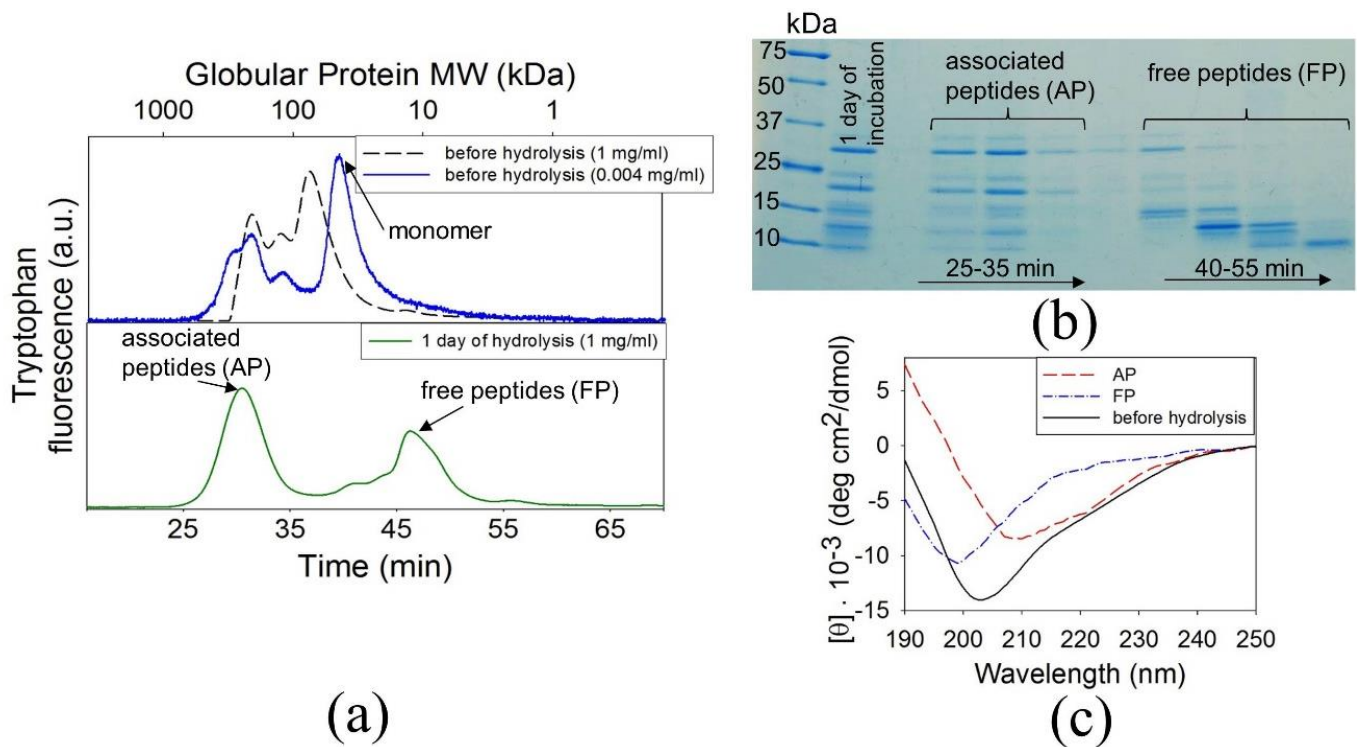 Globular Protein MW (kDa)
1000 100 10 1
before hydrolysis (1 mg/ml)
before hydrolysis (0.004 mg/ml)
monomer
Tryptophan
fluorescence (a.u.)
associated
peptides (AP)
1 day of hydrolysis (1 mg/ml)
free peptides (FP)
25 35 45 55 65
Time (min)
(a)
kDa
75
50
37
25
15
10
1 day of
incubation
associated
peptides (AP)
free peptides (FP)
25-35 min
40-55 min
(b)
AP
FP
before hydrolysis
5
0
-5
-10
-15
[θ] · 10-3 (deg cm2/dmol)
190 200 210 220 230 240 250
Wavelength (nm)
(c)